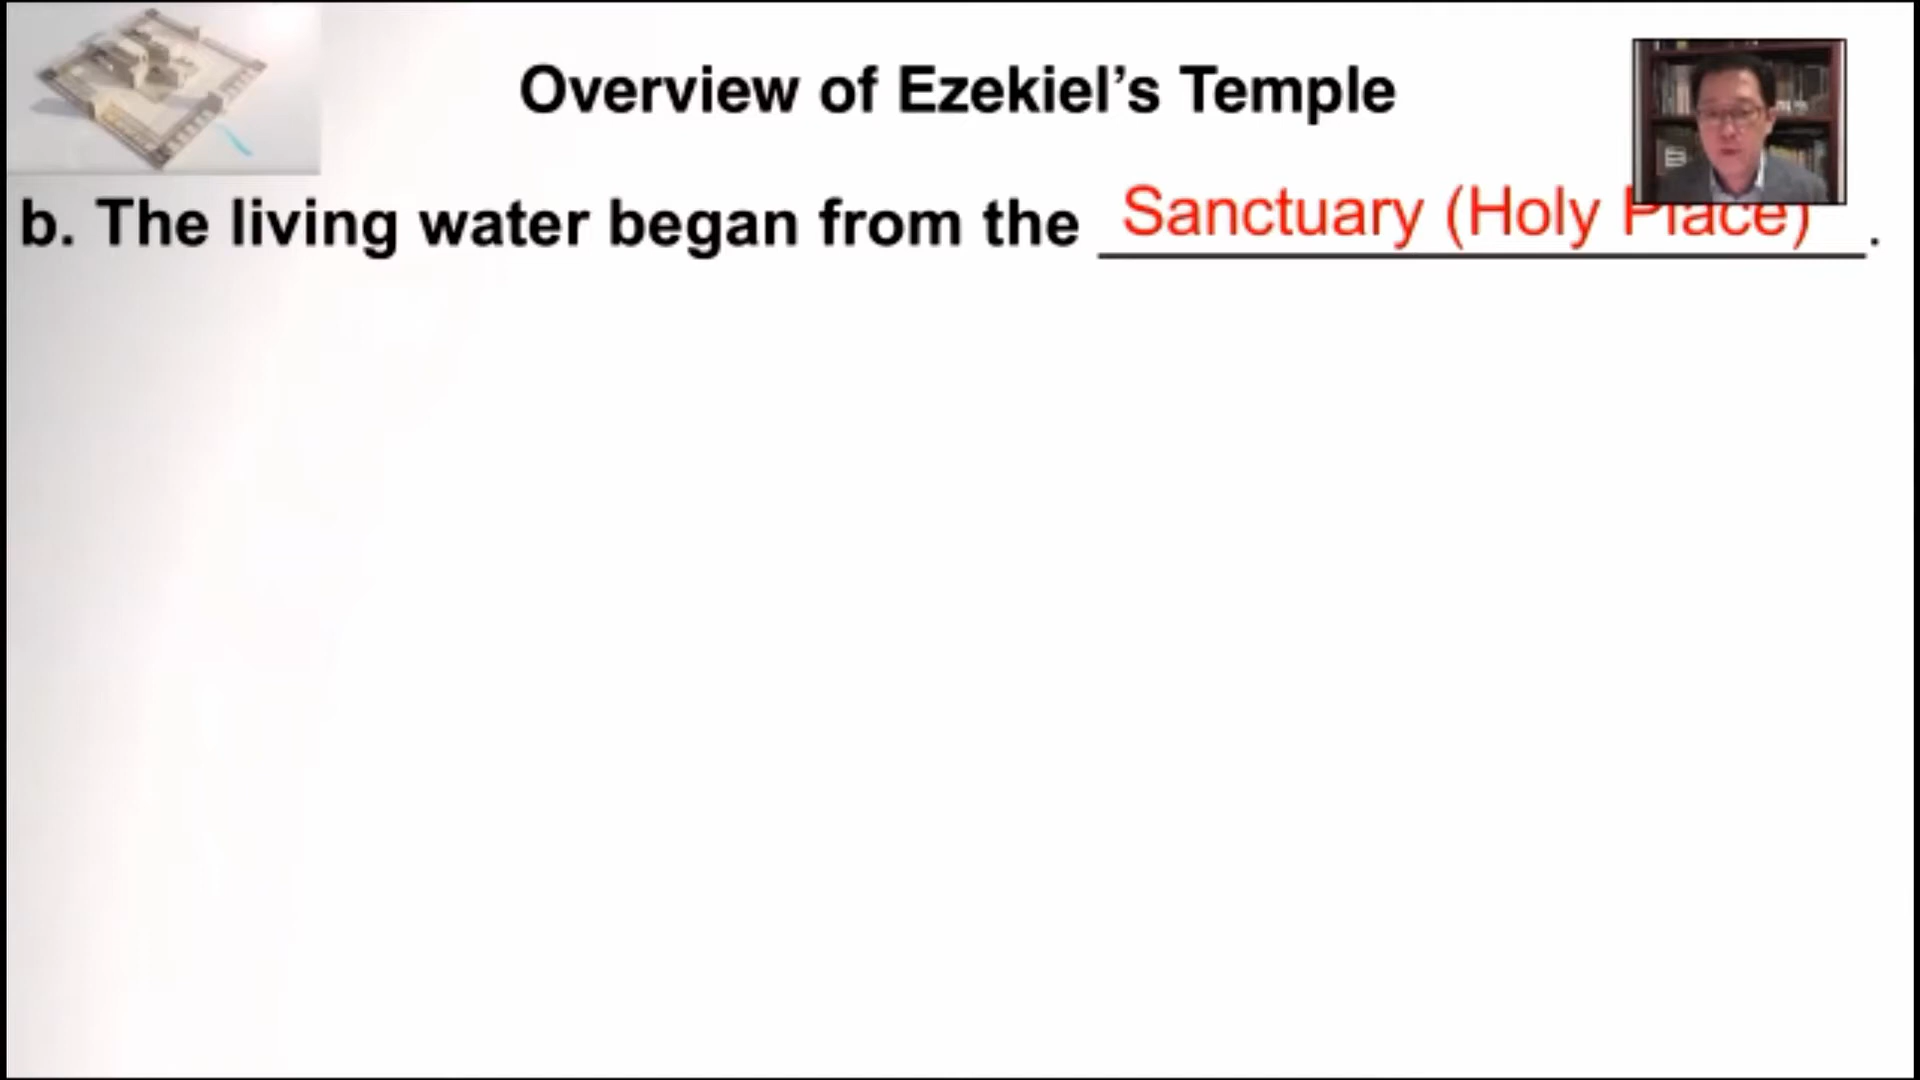 Overview of Ezekiel’s Temple
b. The living water began from the Sanctuary (Holy Place).